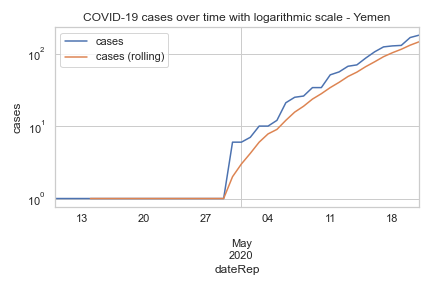 COVID-19 cases over time with logarithmic scale - Yemen
cases
cases (rolling)
10²
10¹
10⁰
cases
13 20 27 04 11 18
May
2020
dateRep